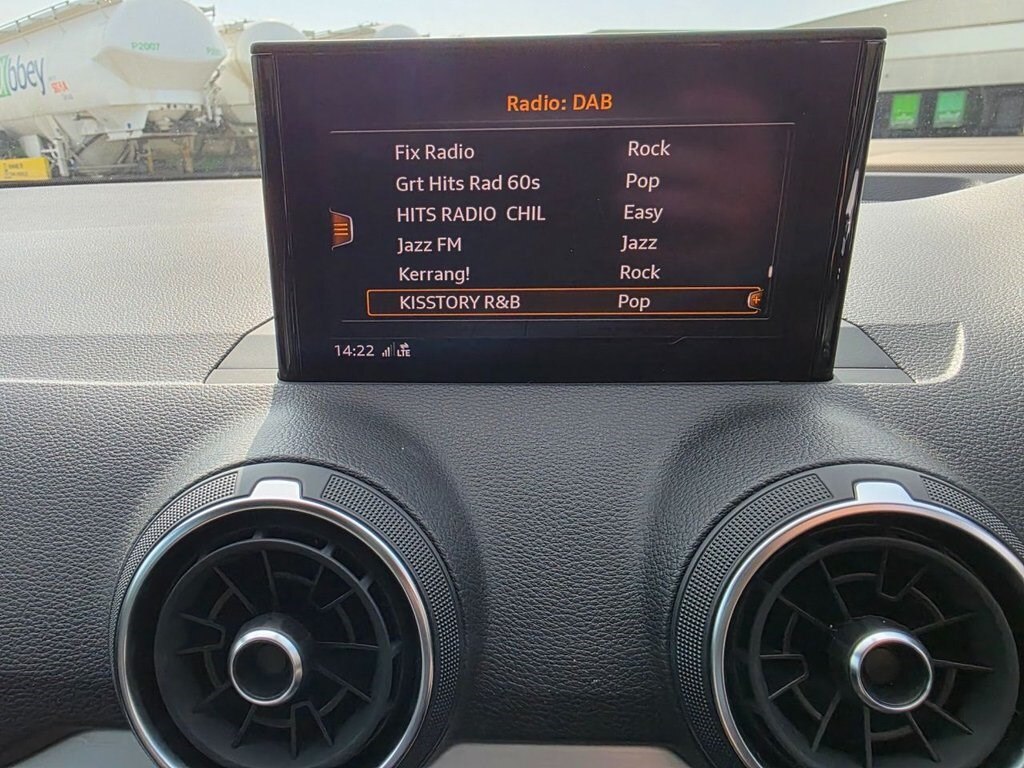 P2007
bbey
Radio: DAB
Fix Radio Rock
Grt Hits Rad 60s Pop
HITS RADIO CHIL Easy
Jazz FM Jazz
Kerrang! Rock
KISSTORY R&B Pop
14:22 LTE